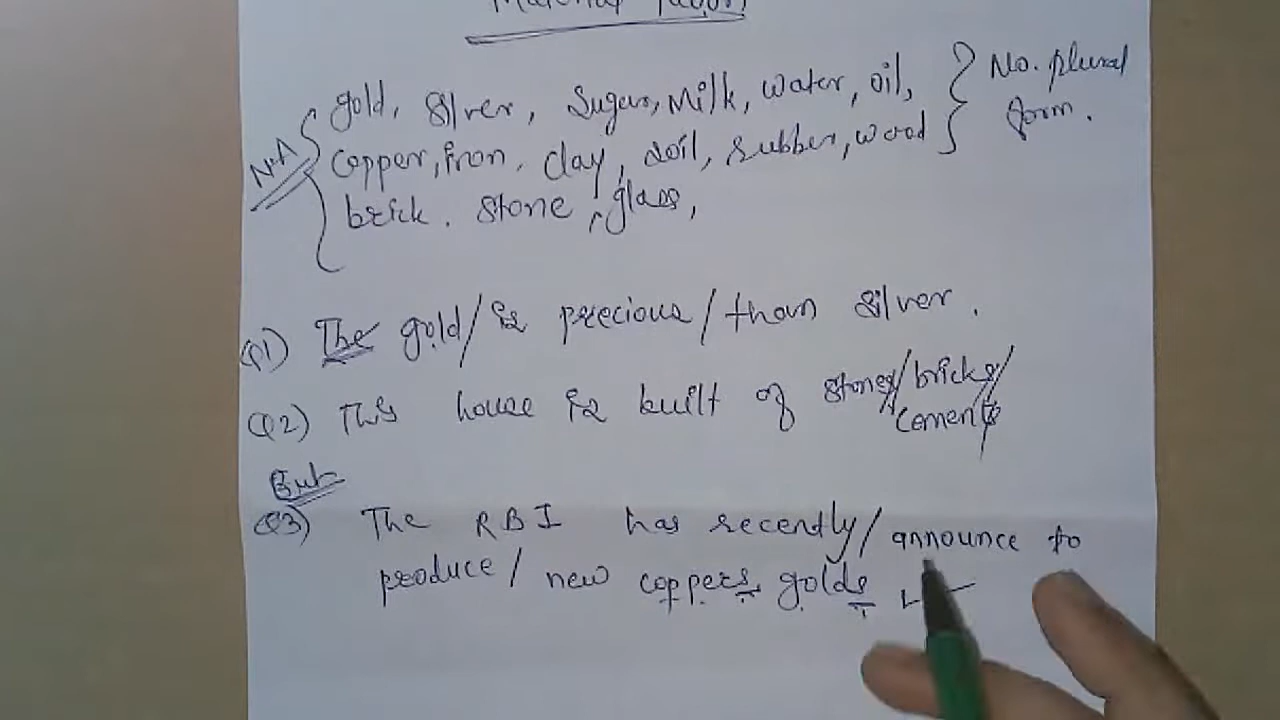 Material Noun
gold, Silver, Sugar, Milk, water, oil,
No. plural
N.A
copper, iron, clay, soil, rubber, wood
form.
brick. stone, glass,
Q1) The gold/is precious/than silver.
Q2) This house is built of stones/bricks/
cements
But
Q3) The RBI has recently/announce to
produce/new coppers, golds